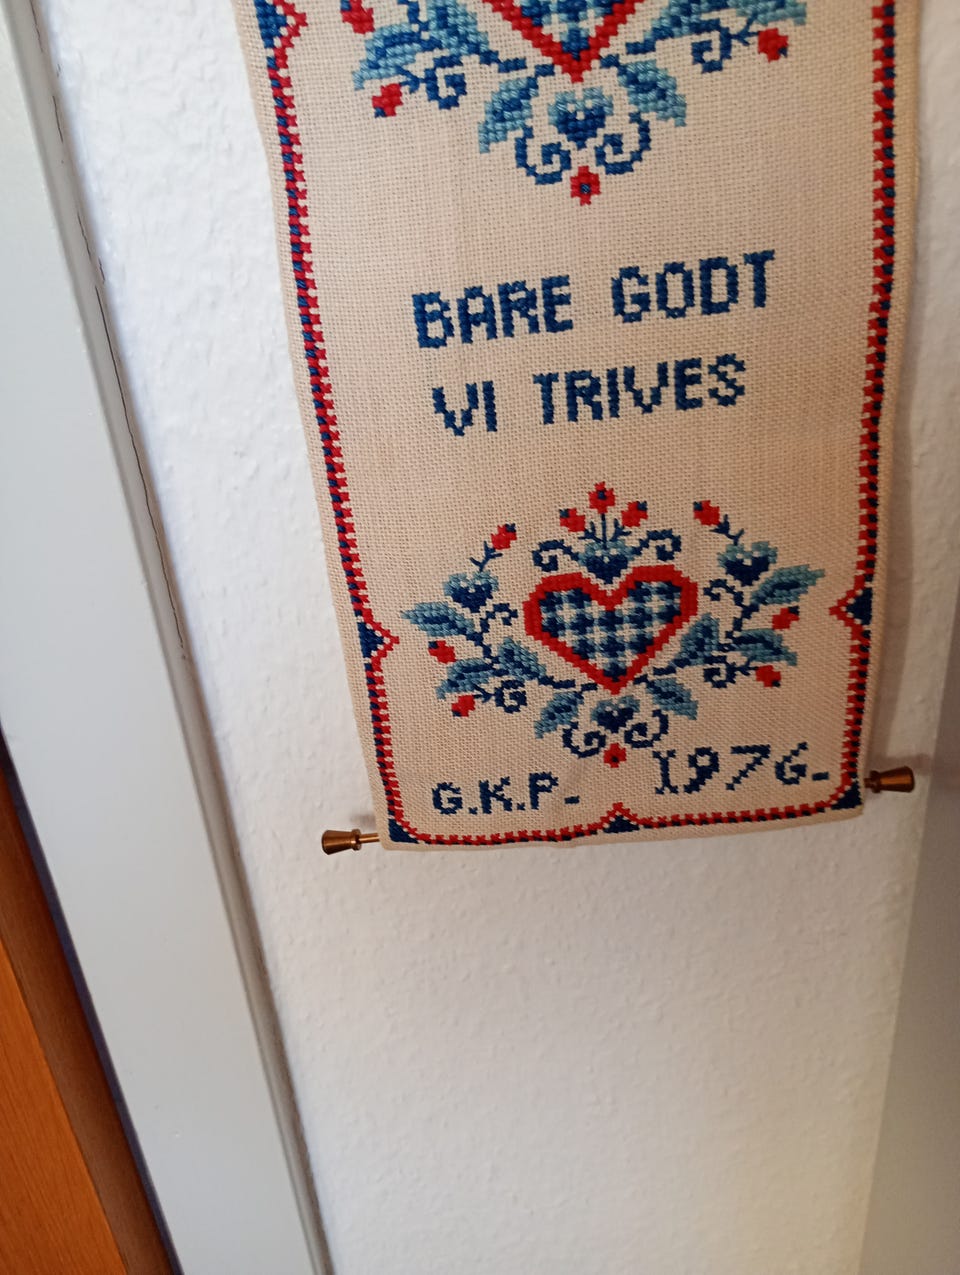 BARE GODT
VI TRIVES
G.K.P.- 1976.-